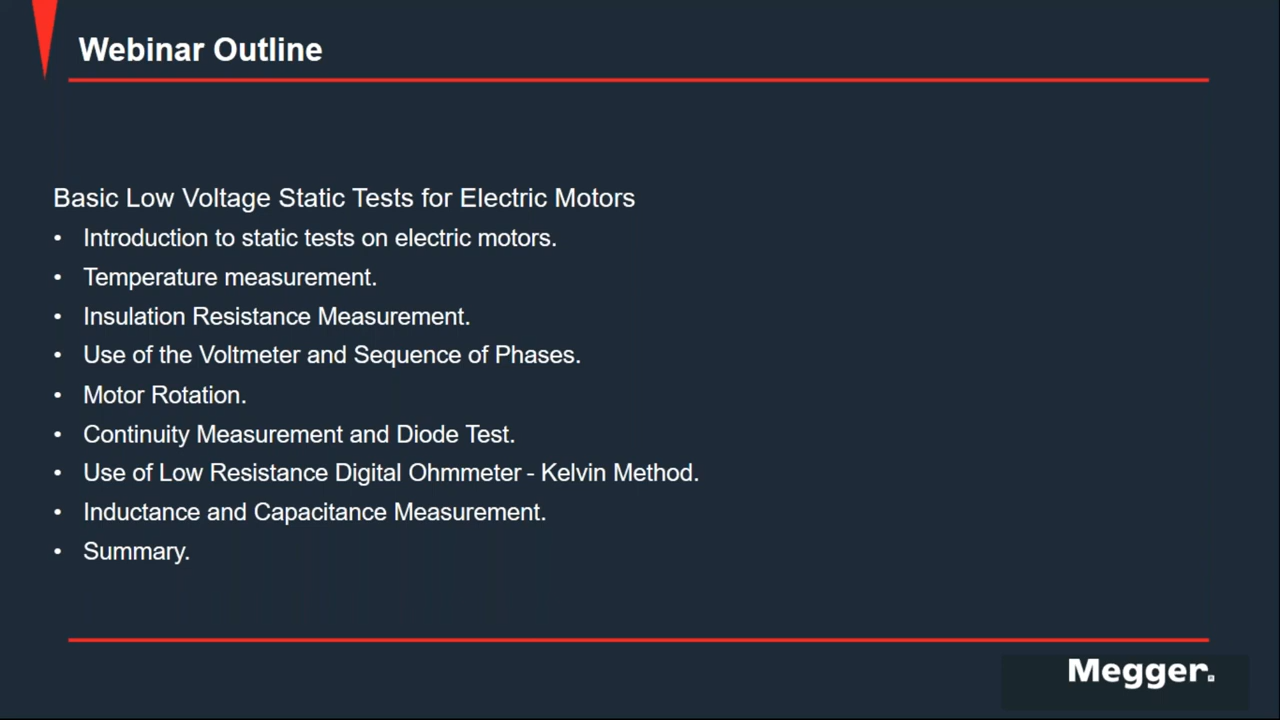 Webinar Outline
Basic Low Voltage Static Tests for Electric Motors
• Introduction to static tests on electric motors.
• Temperature measurement.
• Insulation Resistance Measurement.
• Use of the Voltmeter and Sequence of Phases.
• Motor Rotation.
• Continuity Measurement and Diode Test.
• Use of Low Resistance Digital Ohmmeter - Kelvin Method.
• Inductance and Capacitance Measurement.
• Summary.
Megger.